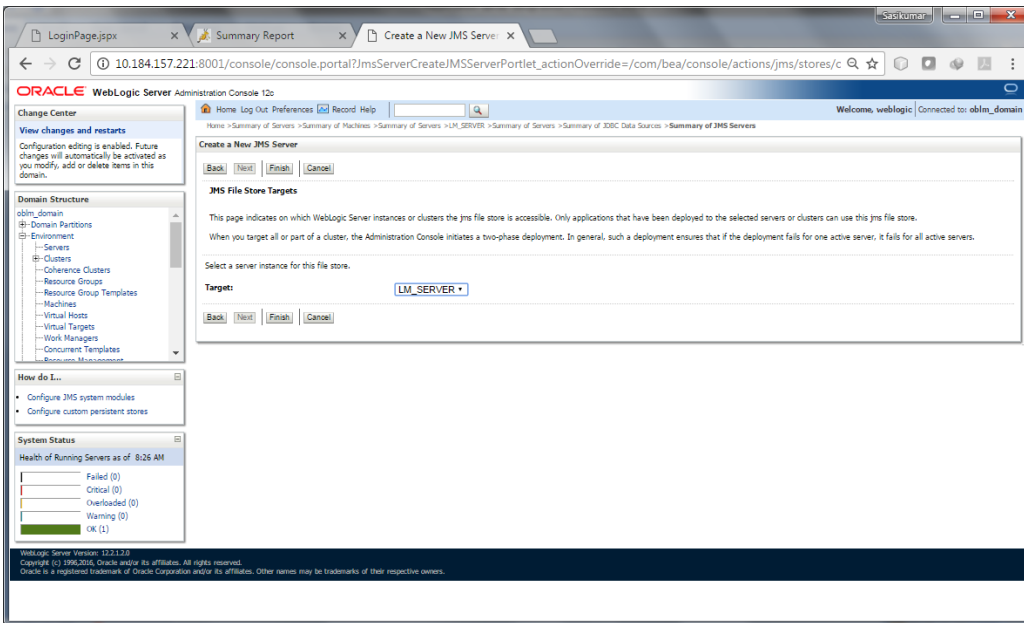 Sasikumar
LoginPage.jspx
Summary Report
Create a New JMS Server
10.184.157.221:8001/console/console.portal?JmsServerCreateJMSServerPortlet_actionOverride=/com/bea/console/actions/jms/stores/c
ORACLE WebLogic Server Administration Console 12c
Change Center
View changes and restarts
Configuration editing is enabled. Future
changes will automatically be activated as
you modify, add or delete items in this
domain.
Domain Structure
oblm_domain
Domain Partitions
Environment
Servers
Clusters
Coherence Clusters
Resource Groups
Resource Group Templates
Machines
Virtual Hosts
Virtual Targets
Work Managers
Concurrent Templates
Resource Management
How do I...
Configure JMS system modules
Configure custom persistent stores
System Status
Health of Running Servers as of 8:26 AM
Failed (0)
Critical (0)
Overloaded (0)
Warning (0)
OK (1)
Home Log Out Preferences Record Help
Welcome, weblogic Connected to: oblm_domain
Home >Summary of Servers >Summary of Machines >Summary of Servers >LM_SERVER >Summary of Servers >Summary of JDBC Data Sources >Summary of JMS Servers
Create a New JMS Server
Back Next Finish Cancel
JMS File Store Targets
This page indicates on which WebLogic Server instances or clusters the jms file store is accessible. Only applications that have been deployed to the selected servers or clusters can use this jms file store.
When you target all or part of a cluster, the Administration Console initiates a two-phase deployment. In general, such a deployment ensures that if the deployment fails for one active server, it fails for all active servers.
Select a server instance for this file store.
Target: LM_SERVER
Back Next Finish Cancel
WebLogic Server Version: 12.2.1.2.0
Copyright (c) 1996,2016, Oracle and/or its affiliates. All rights reserved.
Oracle is a registered trademark of Oracle Corporation and/or its affiliates. Other names may be trademarks of their respective owners.